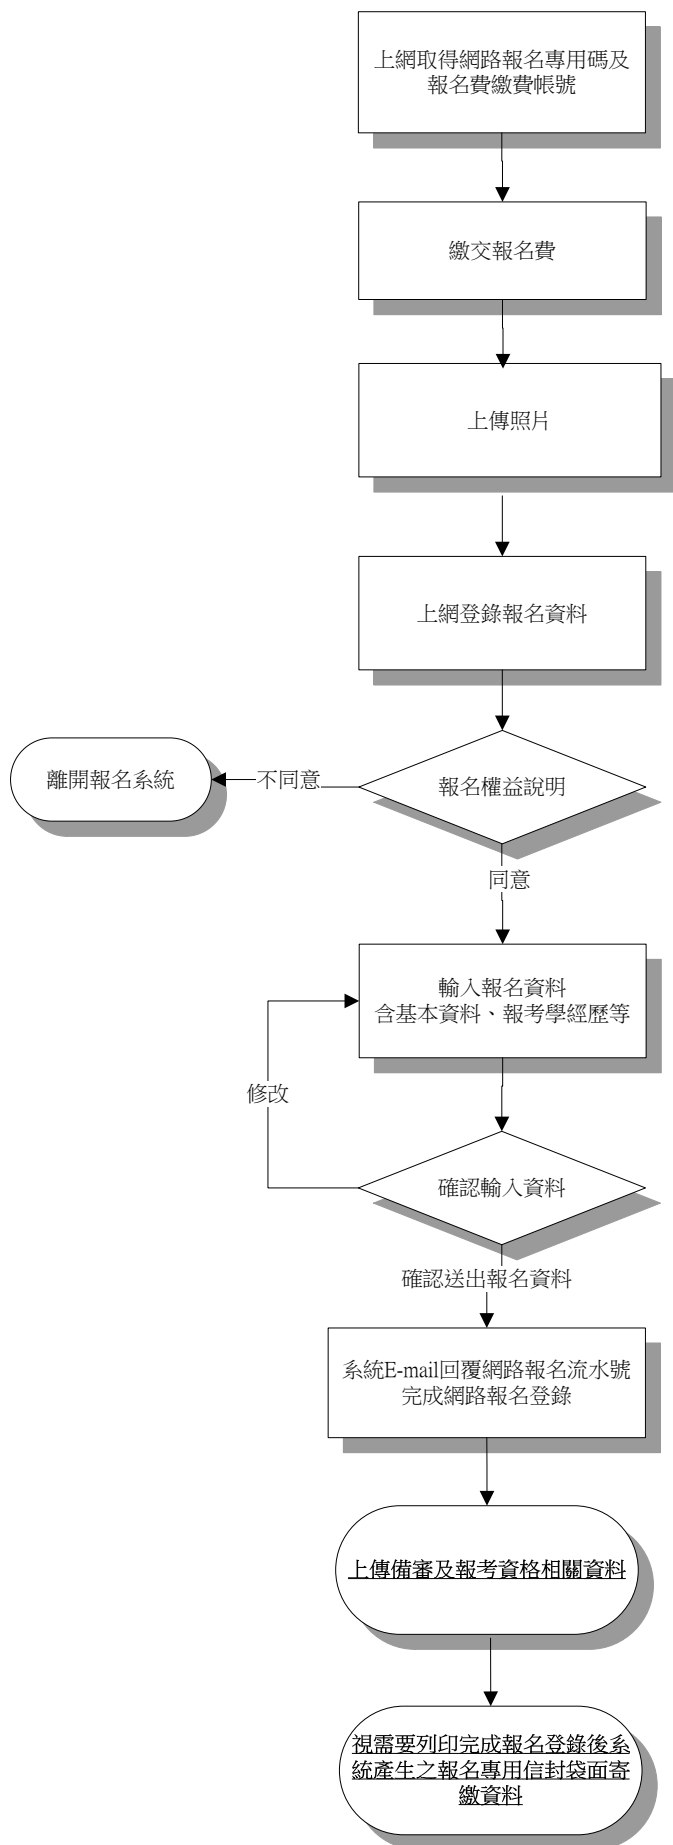 上網取得網路報名專用碼及
報名費繳費帳號
繳交報名費
上傳照片
上網登錄報名資料
報名權益說明
不同意
離開報名系統
同意
輸入報名資料
含基本資料、報考學經歷等
修改
確認輸入資料
確認送出報名資料
系統E-mail回覆網路報名流水號
完成網路報名登錄
上傳備審及報考資格相關資料
視需要列印完成報名登錄後系
統產生之報名專用信封袋面寄
繳資料